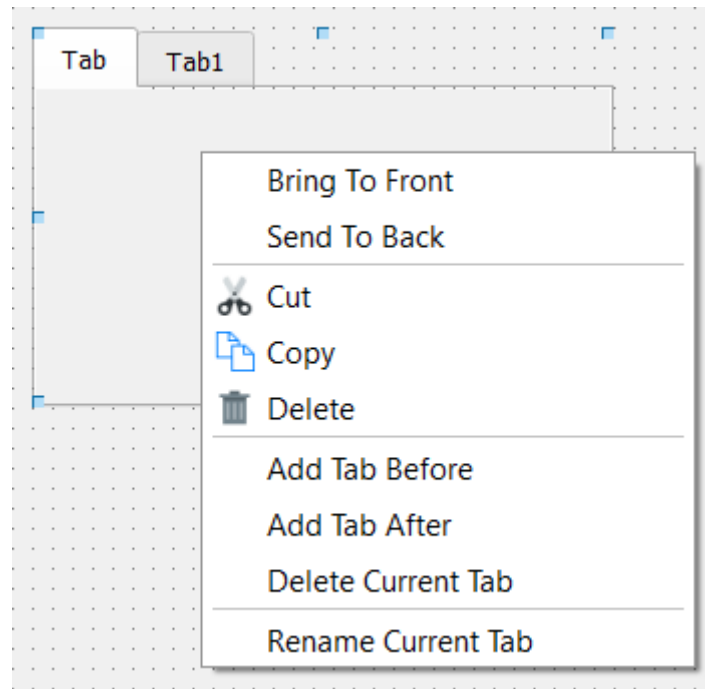 Tab Tab1
Bring To Front
Send To Back
Cut
Copy
Delete
Add Tab Before
Add Tab After
Delete Current Tab
Rename Current Tab